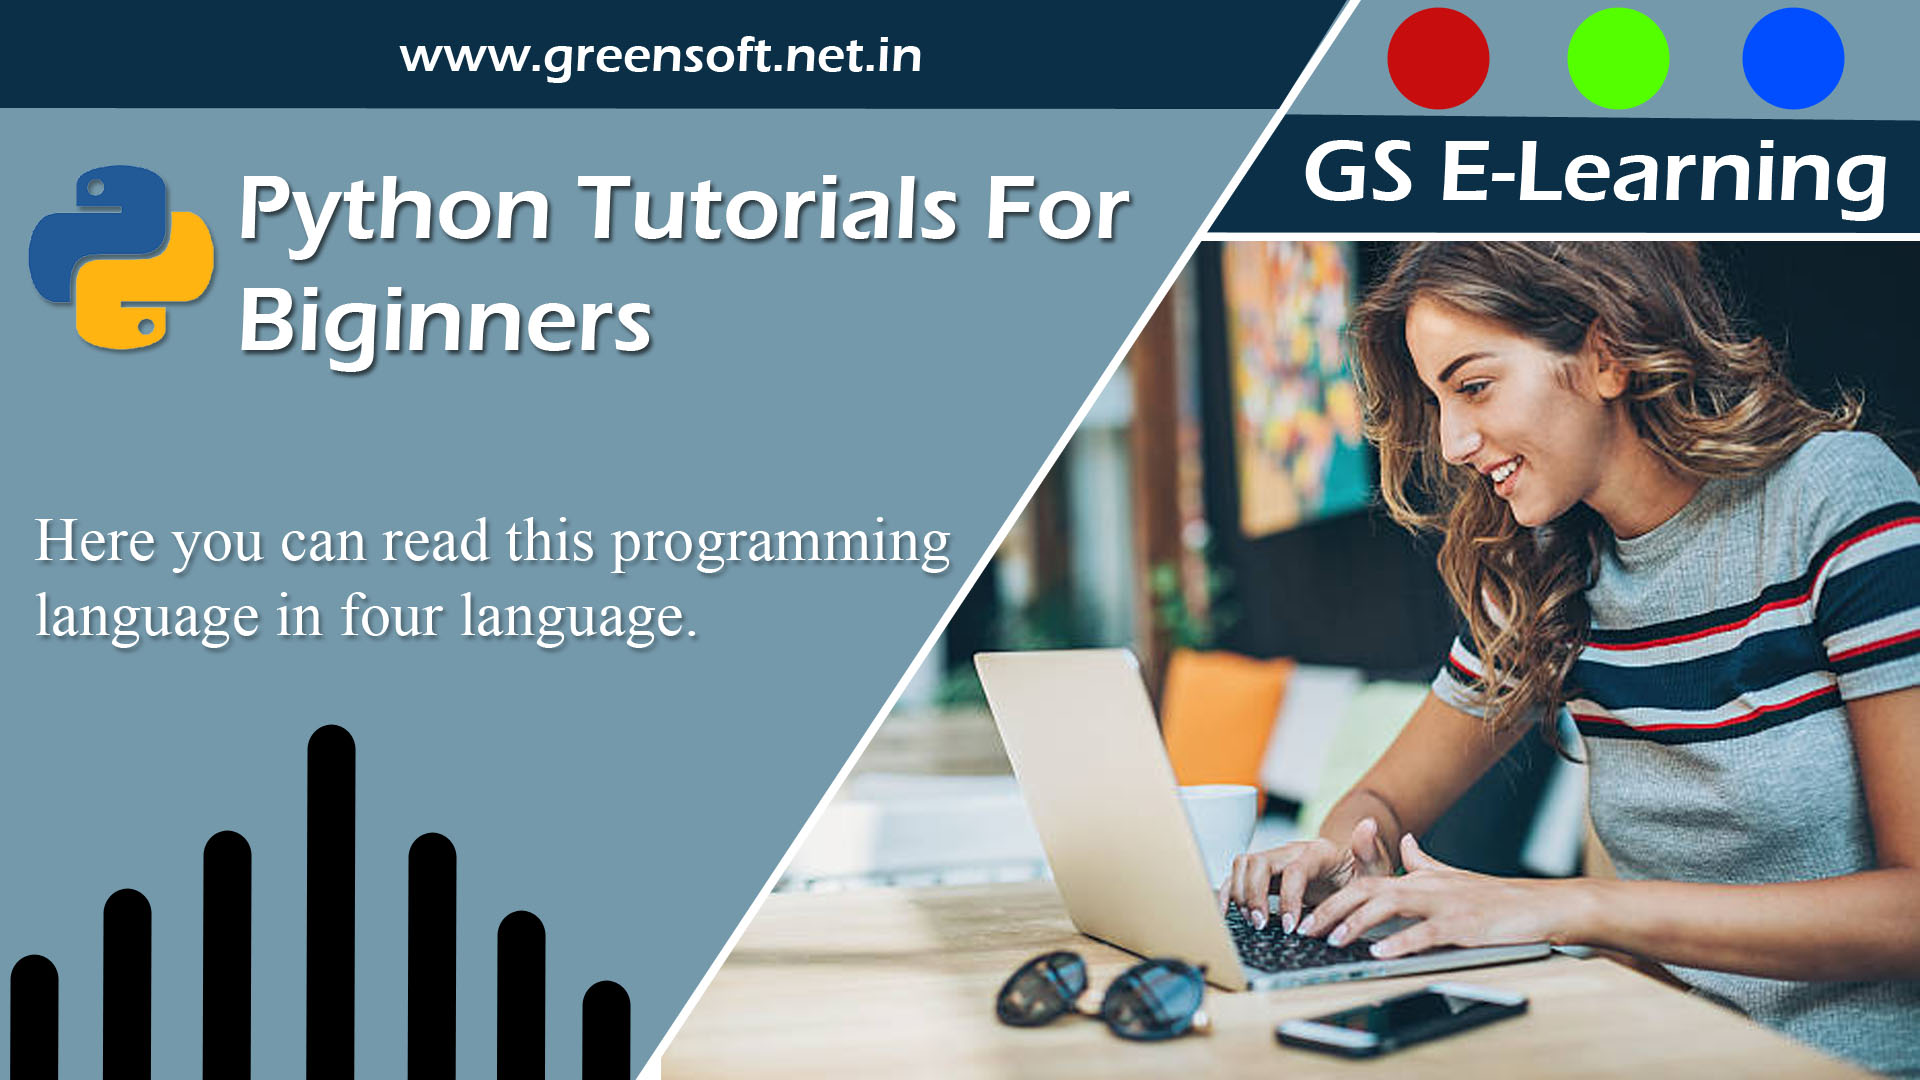 www.greensoft.net.in
GS E-Learning
Python Tutorials For
Biginners
Here you can read this programming
language in four language.